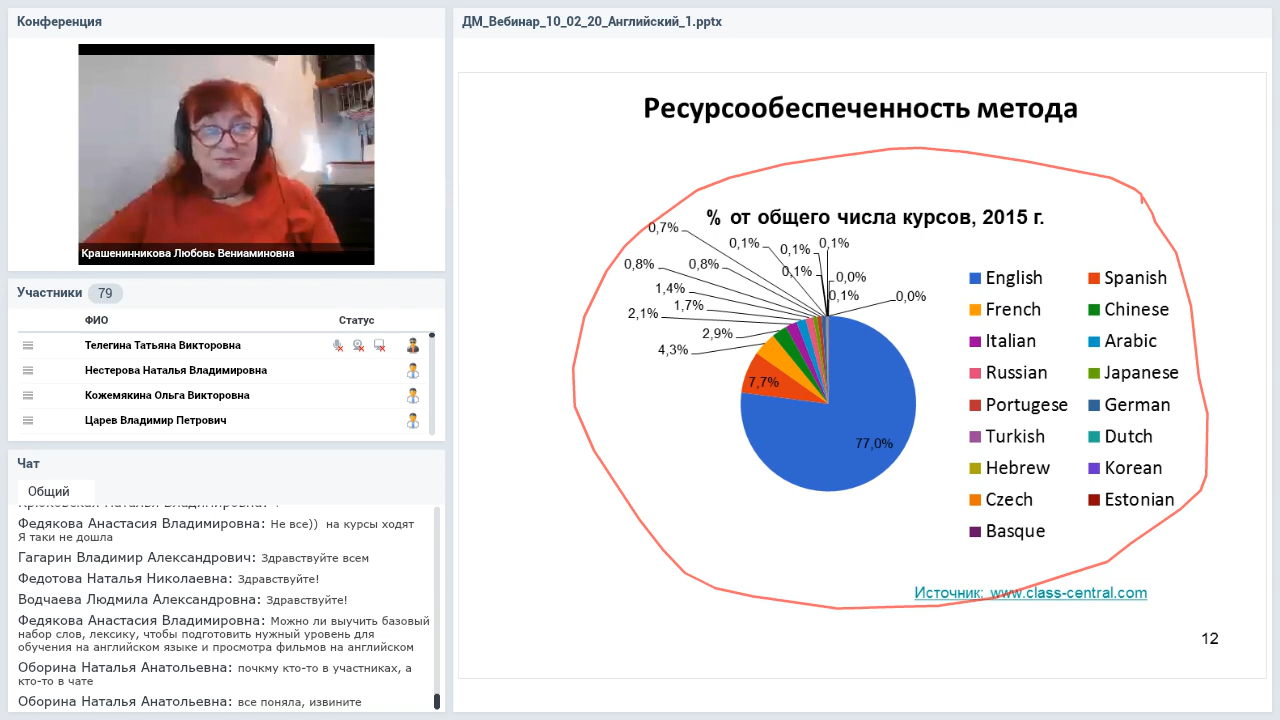 Конференция
Крашенинникова Любовь Вениаминовна
Участники 79
ФИО Статус
Телегина Татьяна Викторовна
Нестерова Наталья Владимировна
Кожемякина Ольга Викторовна
Царев Владимир Петрович
Чат
Общий
Федякова Анастасия Владимировна: Не все)) на курсы ходят
Я таки не дошла
Гагарин Владимир Александрович: Здравствуйте всем
Федотова Наталья Николаевна: Здравствуйте!
Водчаева Людмила Александровна: Здравствуйте!
Федякова Анастасия Владимировна: Можно ли выучить базовый
набор слов, лексику, чтобы подготовить нужный уровень для
обучения на английском языке и просмотра фильмов на английском
Оборина Наталья Анатольевна: почкму кто-то в участниках, а
кто-то в чате
Оборина Наталья Анатольевна: все поняла, извините
ДМ_Вебинар_10_02_20_Английский_1.pptx
Ресурсообеспеченность метода
% от общего числа курсов, 2015 г.
0,7%
0,1%
0,1%
0,1%
0,8%
0,8%
0,1%
0,0%
1,4%
0,1%
0,0%
1,7%
2,1%
2,9%
4,3%
7,7%
77,0%
English Spanish
French Chinese
Italian Arabic
Russian Japanese
Portugese German
Turkish Dutch
Hebrew Korean
Czech Estonian
Basque
Источник: www.class-central.com
12